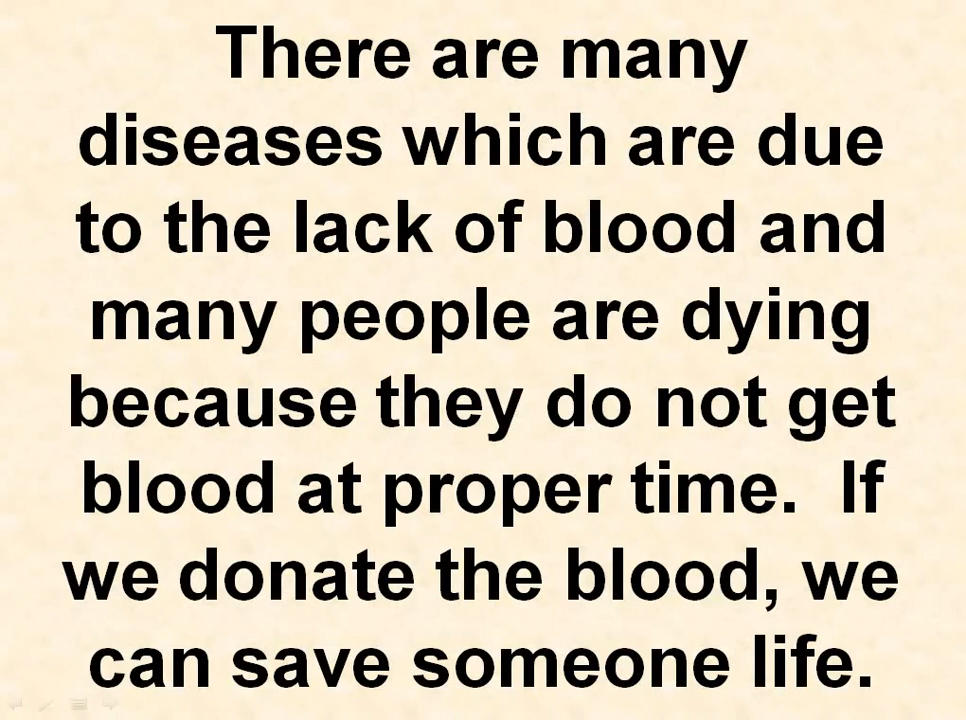 There are many
diseases which are due
to the lack of blood and
many people are dying
because they do not get
blood at proper time.  If
we donate the blood, we
can save someone life.